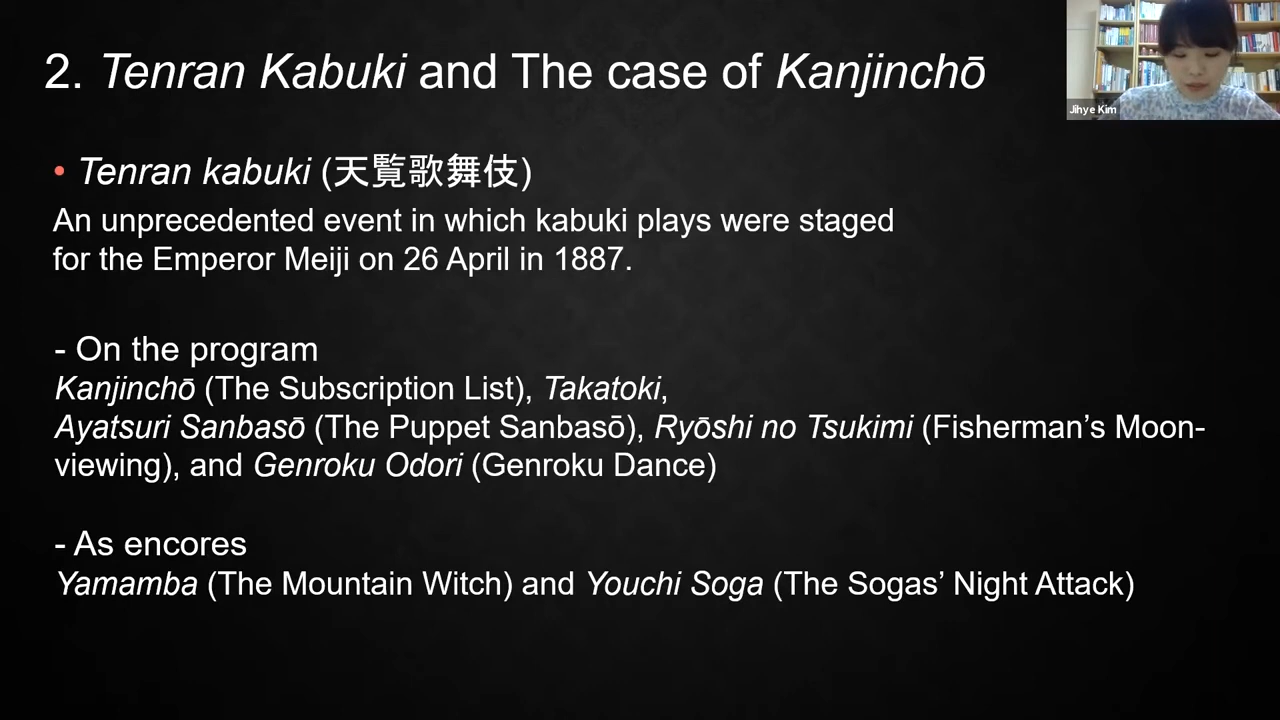 2. Tenran Kabuki and The case of Kanjinchō
Jihye Kim
• Tenran kabuki (天覧歌舞伎)
An unprecedented event in which kabuki plays were staged
for the Emperor Meiji on 26 April in 1887.
- On the program
Kanjinchō (The Subscription List), Takatoki,
Ayatsuri Sanbasō (The Puppet Sanbasō), Ryōshi no Tsukimi (Fisherman’s Moon-
viewing), and Genroku Odori (Genroku Dance)
- As encores
Yamamba (The Mountain Witch) and Youchi Soga (The Sogas’ Night Attack)